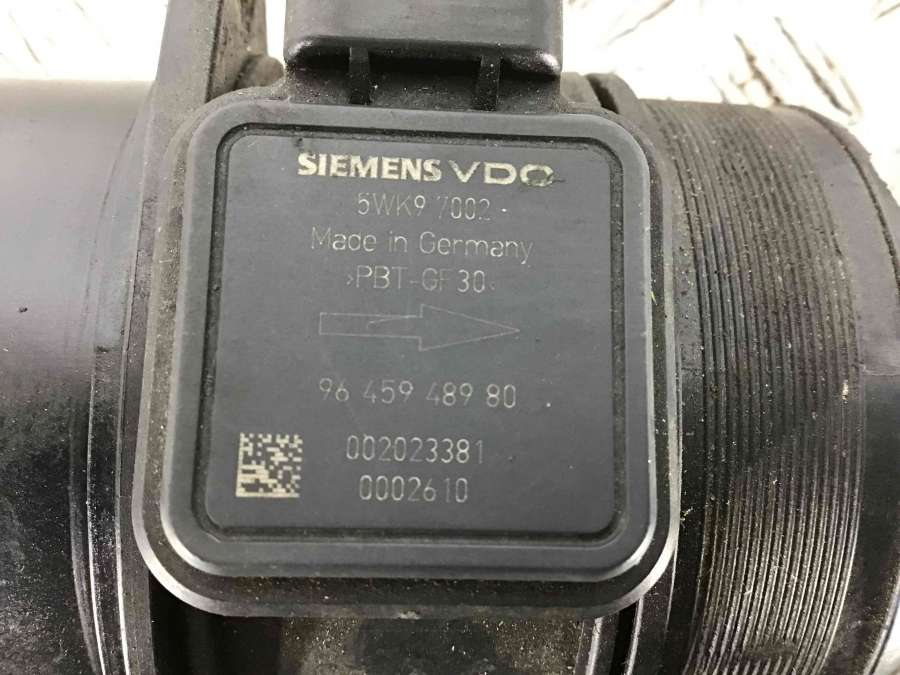 SIEMENS VDO
5WK9 7002
Made in Germany
>PBT-GF30<
96 459 489 80
002023381
0002610